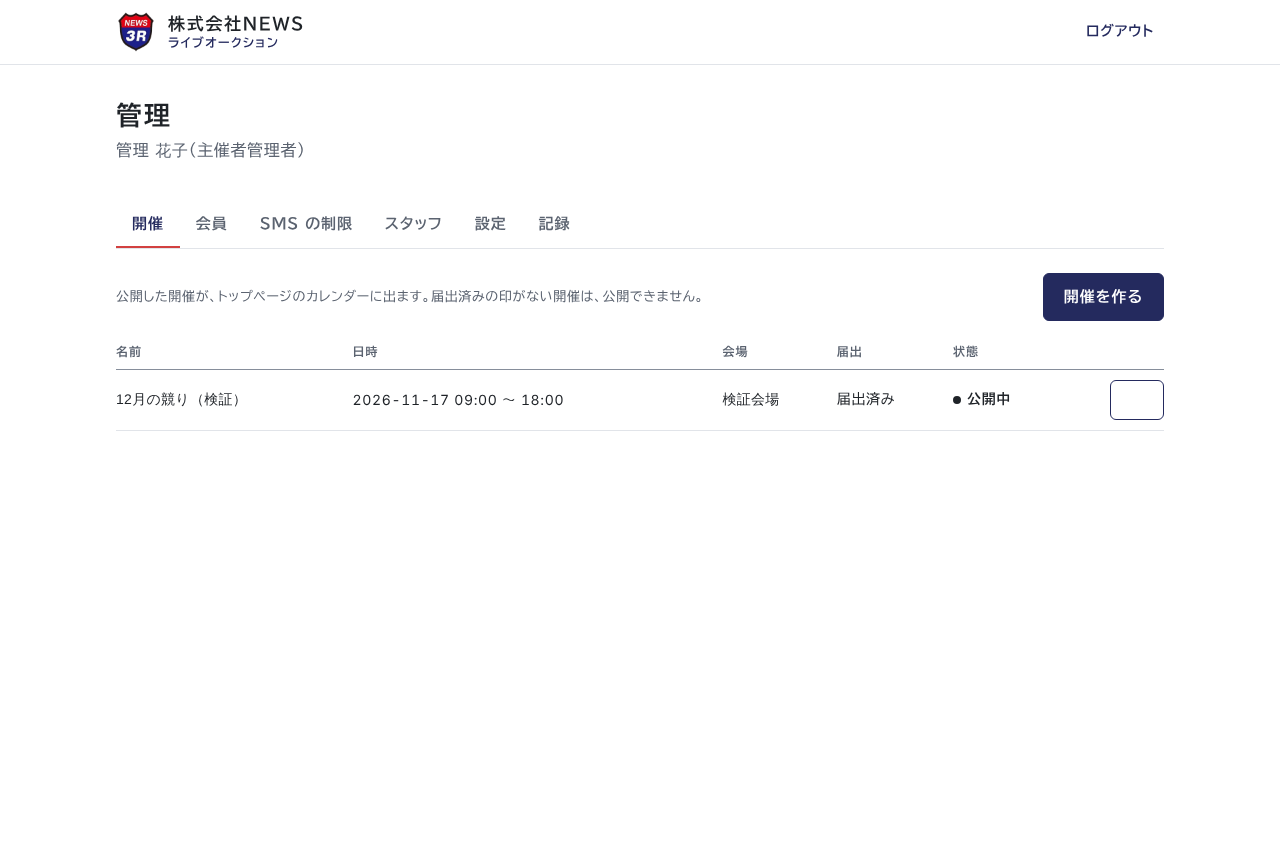 NEWS
3R
株式会社NEWS
ライブオークション
ログアウト
管理
管理 花子（主催者管理者）
開催 会員 SMS の制限 スタッフ 設定 記録
公開した開催が、トップページのカレンダーに出ます。届出済みの印がない開催は、公開できません。
開催を作る
名前 日時 会場 届出 状態
12月の競り（検証） 2026-11-17 09:00 〜 18:00 検証会場 届出済み 公開中